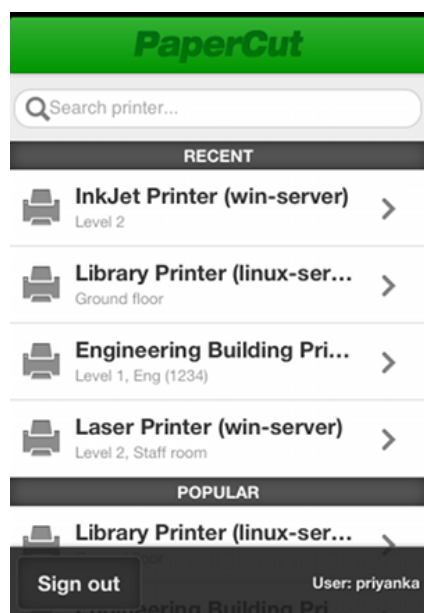 PaperCut
Search printer...
RECENT
InkJet Printer (win-server)
Level 2
Library Printer (linux-ser...
Ground floor
Engineering Building Pri...
Level 1, Eng (1234)
Laser Printer (win-server)
Level 2, Staff room
POPULAR
Library Printer (linux-ser...
Sign out
User: priyanka